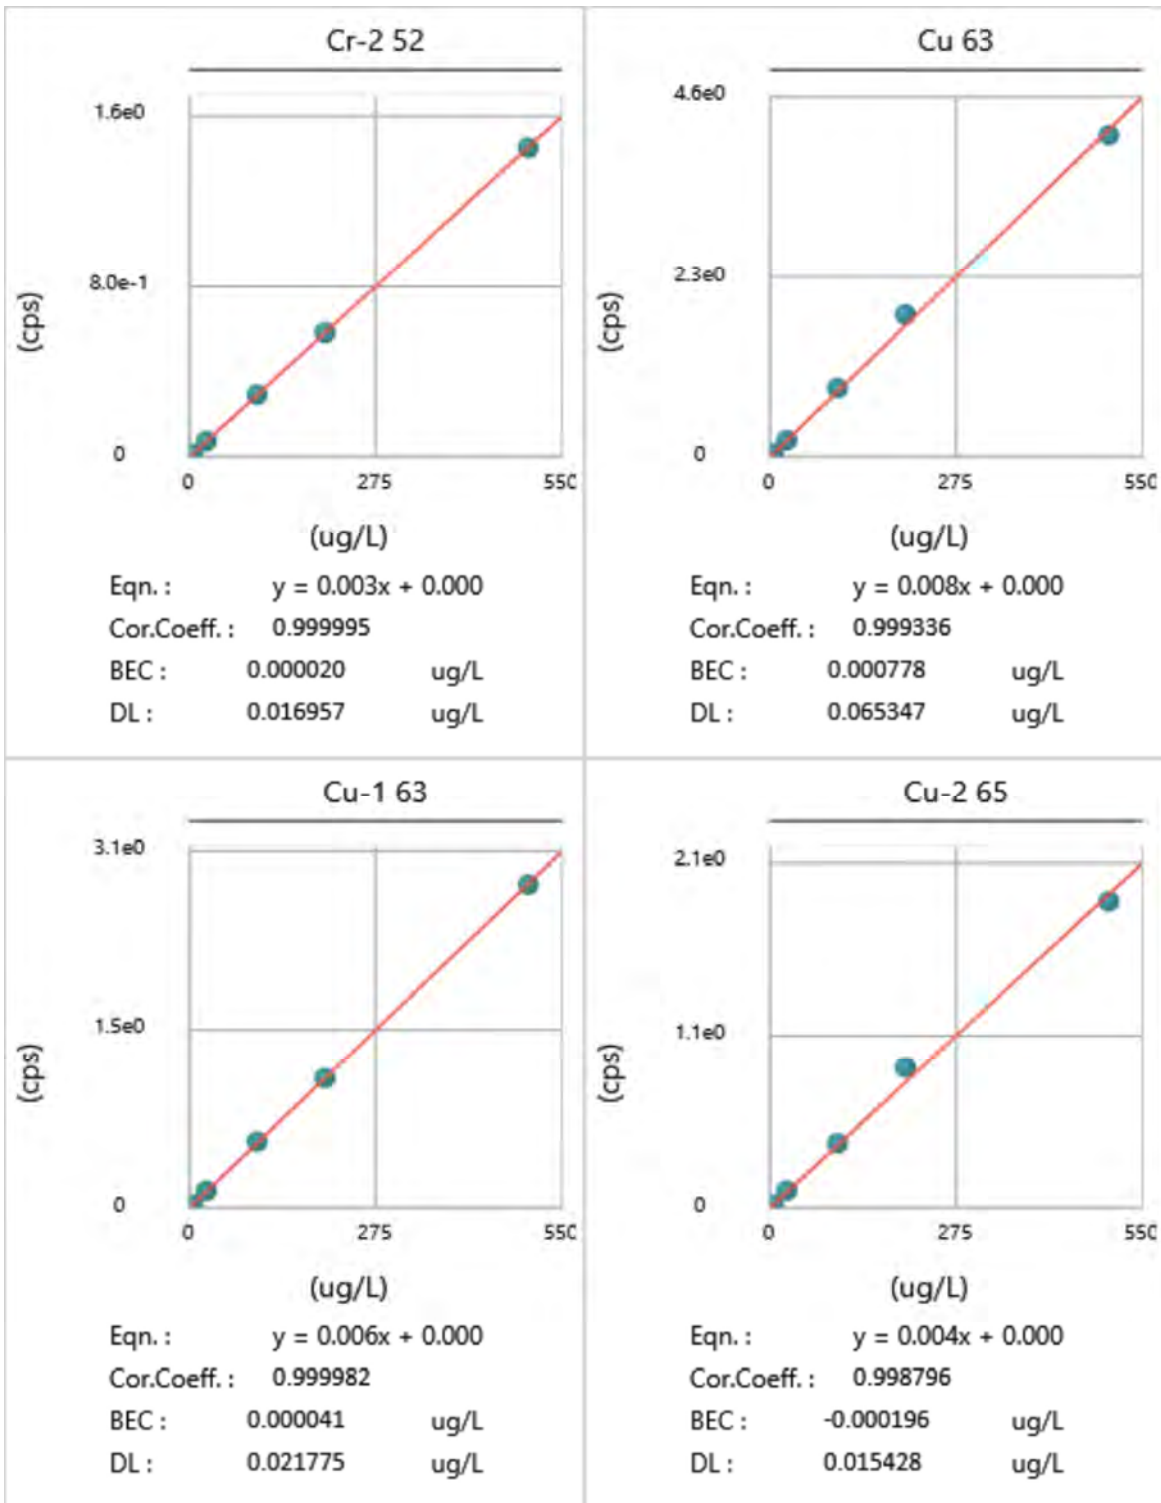 Cr-2 52
1.6e0
8.0e-1
0
(cps)
0 275 550
(ug/L)
Eqn. : y = 0.003x + 0.000
Cor.Coeff. : 0.999995
BEC : 0.000020 ug/L
DL : 0.016957 ug/L
Cu 63
4.6e0
2.3e0
0
(cps)
0 275 550
(ug/L)
Eqn. : y = 0.008x + 0.000
Cor.Coeff. : 0.999336
BEC : 0.000778 ug/L
DL : 0.065347 ug/L
Cu-1 63
3.1e0
1.5e0
0
(cps)
0 275 550
(ug/L)
Eqn. : y = 0.006x + 0.000
Cor.Coeff. : 0.999982
BEC : 0.000041 ug/L
DL : 0.021775 ug/L
Cu-2 65
2.1e0
1.1e0
0
(cps)
0 275 550
(ug/L)
Eqn. : y = 0.004x + 0.000
Cor.Coeff. : 0.998796
BEC : -0.000196 ug/L
DL : 0.015428 ug/L